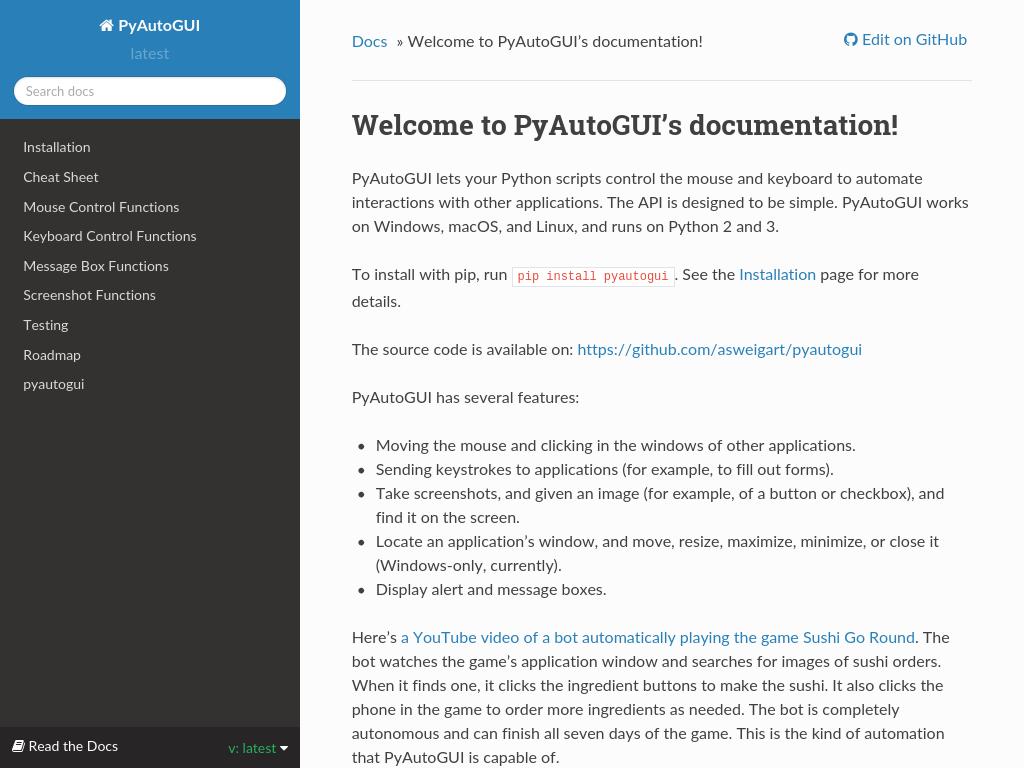 PyAutoGUI
latest
Search docs
Installation
Cheat Sheet
Mouse Control Functions
Keyboard Control Functions
Message Box Functions
Screenshot Functions
Testing
Roadmap
pyautogui
Read the Docs
v: latest
Docs » Welcome to PyAutoGUI’s documentation!
Edit on GitHub
Welcome to PyAutoGUI’s documentation!
PyAutoGUI lets your Python scripts control the mouse and keyboard to automate
interactions with other applications. The API is designed to be simple. PyAutoGUI works
on Windows, macOS, and Linux, and runs on Python 2 and 3.
To install with pip, run pip install pyautogui. See the Installation page for more
details.
The source code is available on: https://github.com/asweigart/pyautogui
PyAutoGUI has several features:
• Moving the mouse and clicking in the windows of other applications.
• Sending keystrokes to applications (for example, to fill out forms).
• Take screenshots, and given an image (for example, of a button or checkbox), and
find it on the screen.
• Locate an application’s window, and move, resize, maximize, minimize, or close it
(Windows-only, currently).
• Display alert and message boxes.
Here’s a YouTube video of a bot automatically playing the game Sushi Go Round. The
bot watches the game’s application window and searches for images of sushi orders.
When it finds one, it clicks the ingredient buttons to make the sushi. It also clicks the
phone in the game to order more ingredients as needed. The bot is completely
autonomous and can finish all seven days of the game. This is the kind of automation
that PyAutoGUI is capable of.